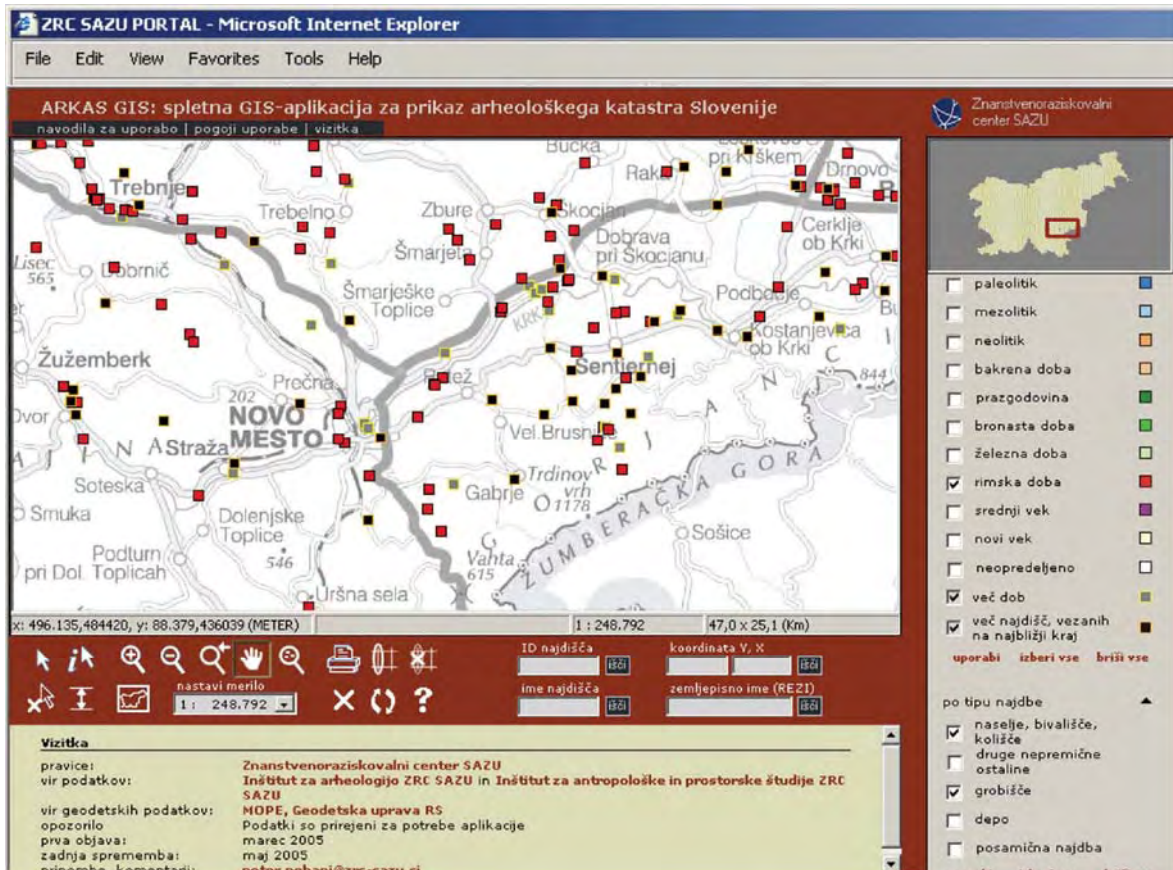 ZRC SAZU PORTAL - Microsoft Internet Explorer
File Edit View Favorites Tools Help
ARKAS GIS: spletna GIS-aplikacija za prikaz arheološkega katastra Slovenije
navodila za uporabo | pogoji uporabe | vizitka
Znanstvenoraziskovalni
center SAZU
Bučka
pri Krškem
Raka
Drnovo
Trebnje
Trebelno
Zbure
Škocjan
Cerklje
ob Krki
Dobrava
pri Škocjanu
Šmarjeta
Lisec
565
Dobrnič
Šmarješke
Toplice
KRK
Podbočje
Kostanjevica
ob Krki
Žužemberk
Šentjernej
844
Prečna
202
NOVO
MESTO
Dvor
Straža
Vel.Brusnice
Soteska
Gabrje
Trdinov
vrh
1178
Smuka
Dolenjske
Toplice
Sošice
ŽUMBERAČKA GORA
Podturn
pri Dol. Toplicah
546
Vahta
615
Uršna sela
x: 496.135,484420, y: 88.379,436039 (METER) 1 : 248.792 47,0 x 25,1 (Km)
paleolitik
mezolitik
neolitik
bakrena doba
prazgodovina
bronasta doba
železna doba
rimska doba
srednji vek
novi vek
neopredeljeno
več dob
več najdišč, vezanih
na najbližji kraj
uporabi izberi vse briši vse
ID najdišča koordinata Y, X
išči išči
nastavi merilo
1 : 248.792
ime najdišča zemljepisno ime (REZI)
išči išči
po tipu najdbe
naselje, bivališče,
kolišče
druge nepremične
ostaline
grobišče
depo
posamična najdba
Vizitka
pravice: Znanstvenoraziskovalni center SAZU
vir podatkov: Inštitut za arheologijo ZRC SAZU in Inštitut za antropološke in prostorske študije ZRC
SAZU
vir geodetskih podatkov: MOPE, Geodetska uprava RS
opozorilo Podatki so prirejeni za potrebe aplikacije
prva objava: marec 2005
zadnja sprememba: maj 2005